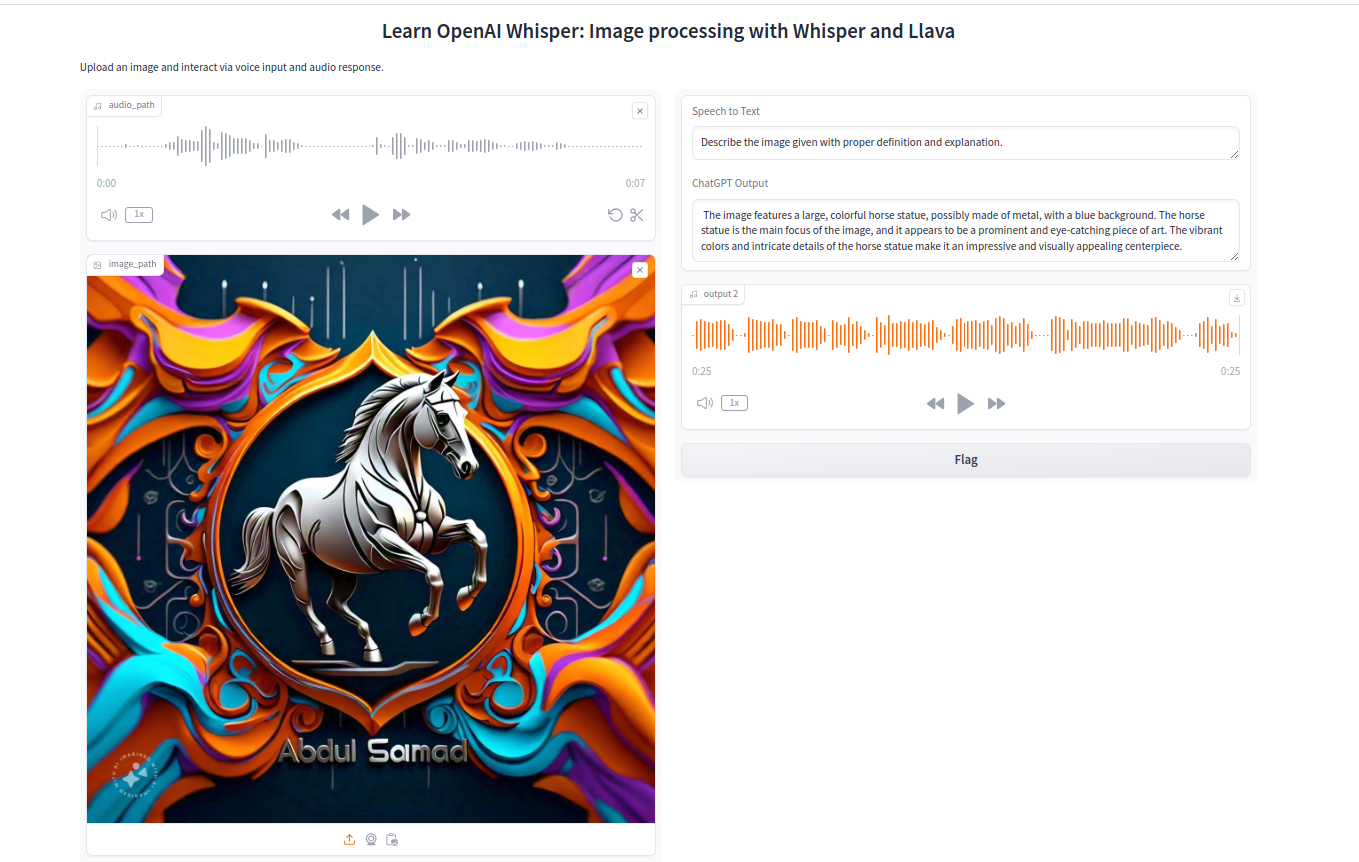 Learn OpenAI Whisper: Image processing with Whisper and Llava
Upload an image and interact via voice input and audio response.
audio_path
0:00
0:07
1x
image_path
Abdul Samad
IMAGINED WITH AI
Speech to Text
Describe the image given with proper definition and explanation.
ChatGPT Output
The image features a large, colorful horse statue, possibly made of metal, with a blue background. The horse
statue is the main focus of the image, and it appears to be a prominent and eye-catching piece of art. The vibrant
colors and intricate details of the horse statue make it an impressive and visually appealing centerpiece.
output 2
0:25
0:25
1x
Flag